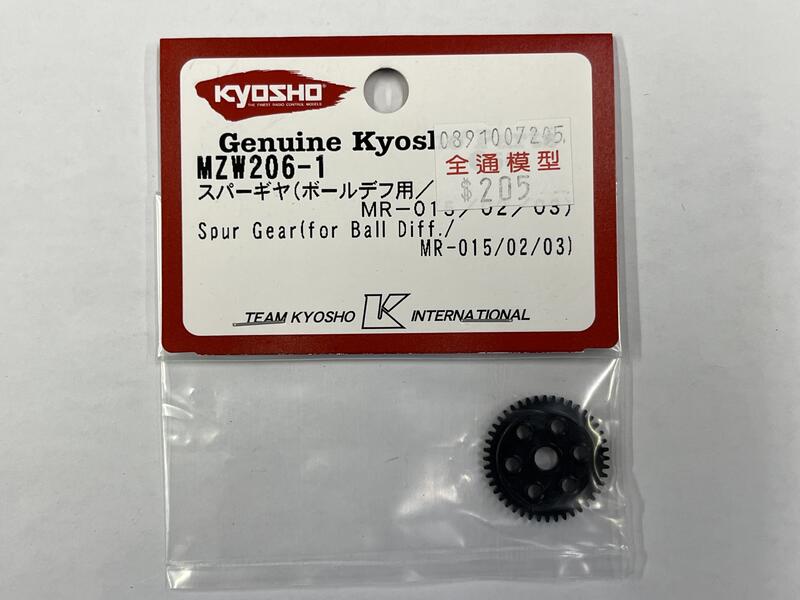 KYOSHO
THE FINEST RADIO CONTROL MODELS
Genuine Kyosh
0891007205
全通模型
$205
MZW206-1
スパーギヤ(ボールデフ用/
MR-015/02/03)
Spur Gear(for Ball Diff./
MR-015/02/03)
TEAM KYOSHO K INTERNATIONAL